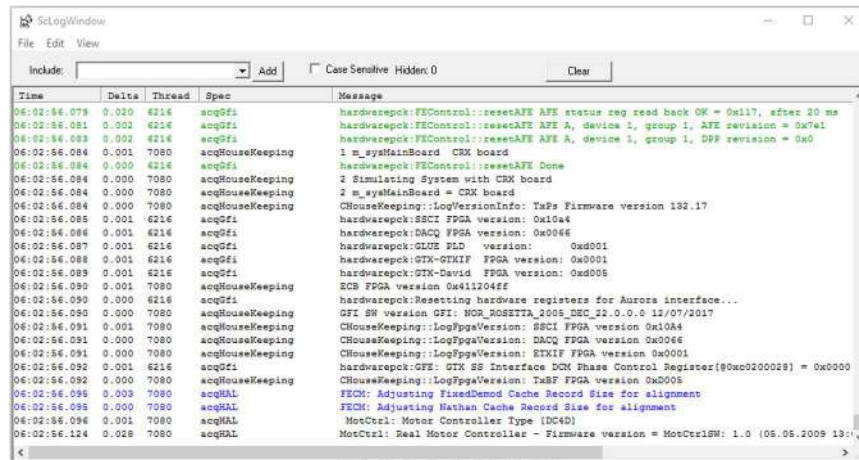 ScLogWindow
File Edit View
Include: Add Case Sensitive Hidden: 0 Clear
Time Delta Thread Spec Message
06:02:56.079 0.020 6216 acqGfi hardwarepck:FEControl::resetAFE AFE status reg read back OK = 0x117, after 20 ms
06:02:56.081 0.002 6216 acqGfi hardwarepck:FEControl::resetAFE AFE A, device 1, group 1, AFE revision = 0x7e1
06:02:56.083 0.002 6216 acqGfi hardwarepck:FEControl::resetAFE AFE A, device 1, group 1, DPP revision = 0x0
06:02:56.084 0.001 7080 acqHouseKeeping 1 m_sysMainBoard CRX board
06:02:56.084 0.000 6216 acqGfi hardwarepck:FEControl::resetAFE Done
06:02:56.084 0.000 7080 acqHouseKeeping 2 Simulating System with CRX board
06:02:56.084 0.000 7080 acqHouseKeeping 2 m_sysMainBoard = CRX board
06:02:56.084 0.000 7080 acqHouseKeeping CHouseKeeping::LogVersionInfo: TxPs Firmware version 132.17
06:02:56.085 0.001 6216 acqGfi hardwarepck:SSCI FPGA version: 0x10a4
06:02:56.086 0.001 6216 acqGfi hardwarepck:DACQ FPGA version: 0x0066
06:02:56.087 0.001 6216 acqGfi hardwarepck:GLUE PLD version: 0xd001
06:02:56.088 0.001 6216 acqGfi hardwarepck:GTX-GTXIF FPGA version: 0x0001
06:02:56.089 0.001 6216 acqGfi hardwarepck:GTX-David FPGA version: 0xd005
06:02:56.090 0.001 7080 acqHouseKeeping ECB FPGA version 0x411204ff
06:02:56.090 0.000 6216 acqGfi hardwarepck:Resetting hardware registers for Aurora interface...
06:02:56.090 0.000 7080 acqHouseKeeping GFI SW version GFI: NOR_ROSETTA_2005_DEC_22.0.0.0 12/07/2017
06:02:56.091 0.001 7080 acqHouseKeeping CHouseKeeping::LogFpgaVersion: SSCI FPGA version 0x10A4
06:02:56.091 0.000 7080 acqHouseKeeping CHouseKeeping::LogFpgaVersion: DACQ FPGA version 0x0066
06:02:56.091 0.000 7080 acqHouseKeeping CHouseKeeping::LogFpgaVersion: ETXIF FPGA version 0x0001
06:02:56.092 0.001 6216 acqGfi hardwarepck:GFE: GTX SS Interface DCM Phase Control Register[@0xc0200028] = 0x0000
06:02:56.092 0.000 7080 acqHouseKeeping CHouseKeeping::LogFpgaVersion: TxBF FPGA version 0xD005
06:02:56.095 0.003 7080 acqHAL FECM: Adjusting FixedDemod Cache Record Size for alignment
06:02:56.095 0.000 7080 acqHAL FECM: Adjusting Nathan Cache Record Size for alignment
06:02:56.096 0.001 7080 acqHAL MotCtrl: Motor Controller Type [DC4D]
06:02:56.124 0.028 7080 acqHAL MotCtrl: Real Motor Controller - Firmware version = MotCtrlSW: 1.0 (05.05.2009 13: